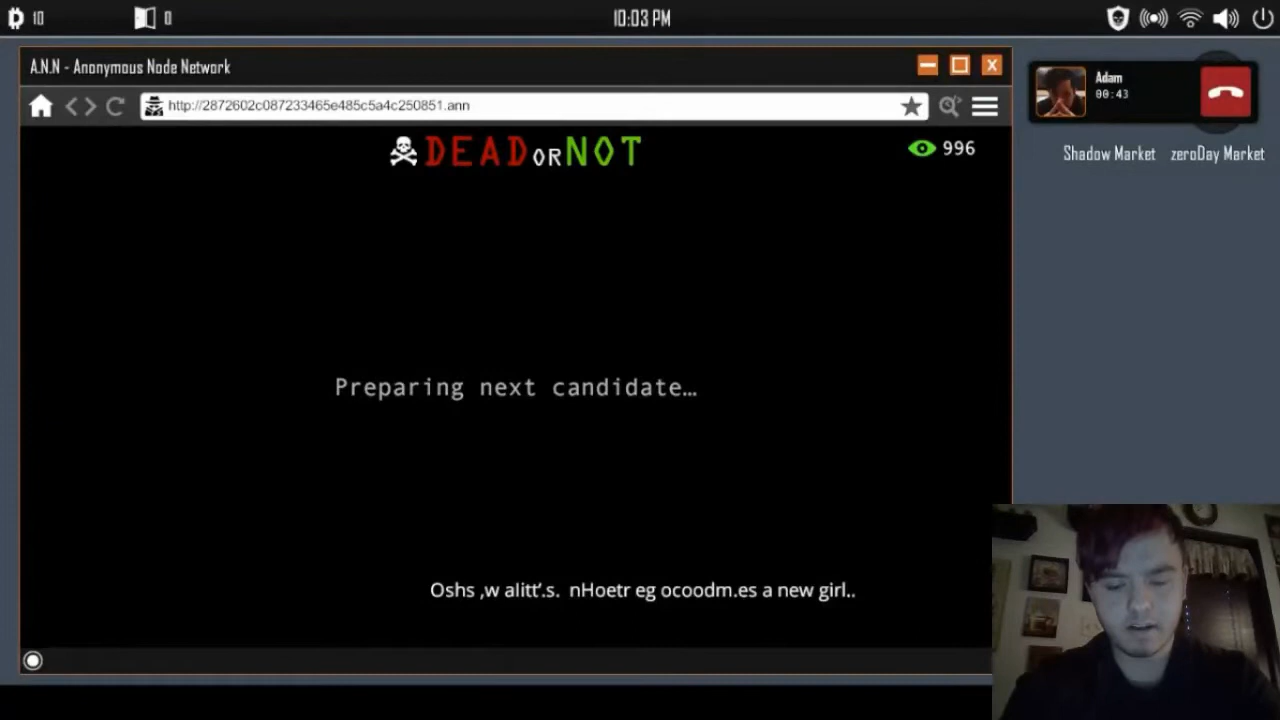 10
0
10:03 PM
A.N.N - Anonymous Node Network
Adam
00:43
http://2872602c087233465e485c5a4c250851.ann
DEAD OR NOT
996
Shadow Market zeroDay Market
Preparing next candidate…
Oshs ,w alitt’.s. nHoetr eg ocoodm.es a new girl..